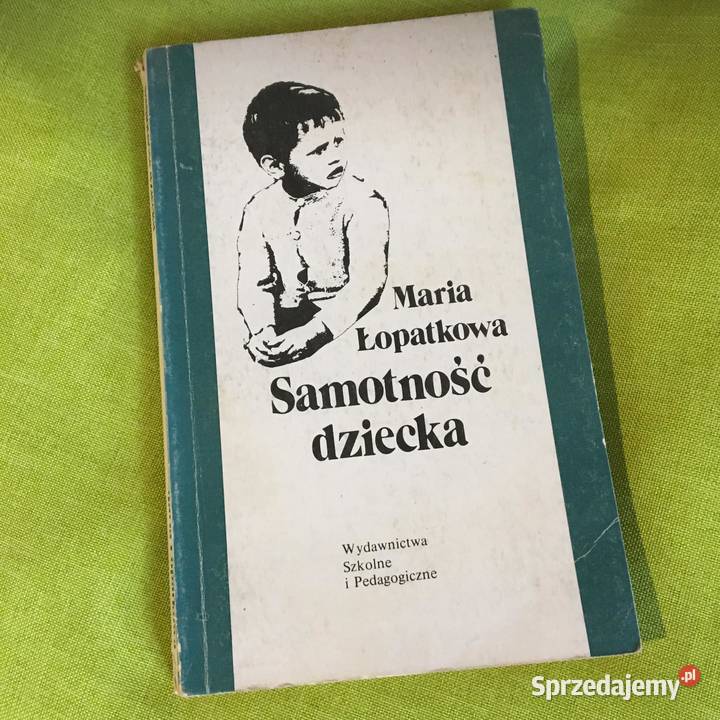 Maria
Łopatkowa
Samotność
dziecka
Wydawnictwa
Szkolne
i Pedagogiczne
Sprzedajemy.pl